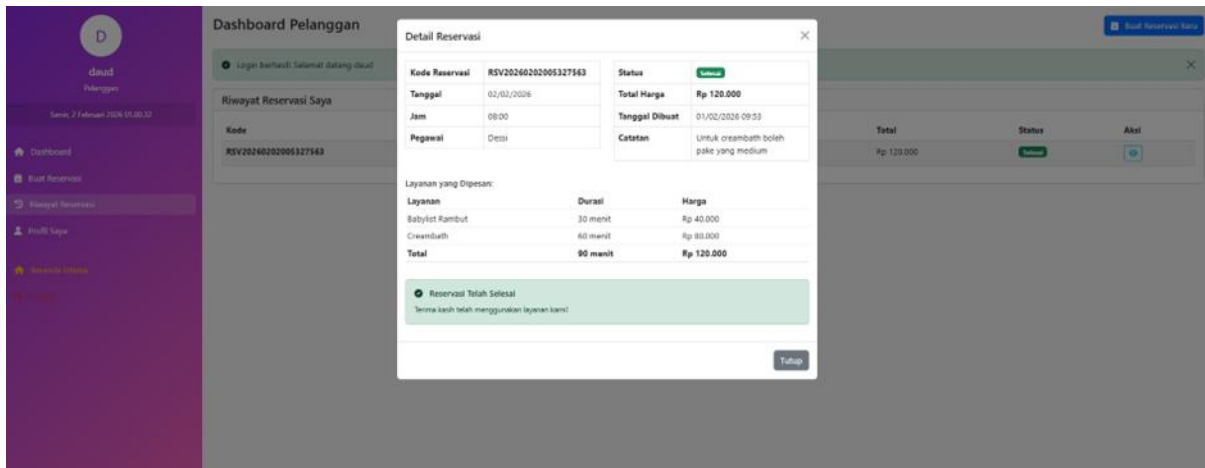 D
daud
Pelanggan
Senin, 2 Februari 2026 01.00.32
Dashboard
Buat Reservasi
Riwayat Reservasi
Profil Saya
Beranda Utama
Dashboard Pelanggan
Buat Reservasi Baru
Login berhasil! Selamat datang daud
Riwayat Reservasi Saya
Kode
Total
Status
Aksi
RSV20260202005327563
Rp 120.000
Selesai
Detail Reservasi
Kode Reservasi RSV20260202005327563
Tanggal 02/02/2026
Jam 08:00
Pegawai Dessi
Status Selesai
Total Harga Rp 120.000
Tanggal Dibuat 01/02/2026 09:53
Catatan Untuk creambath boleh
pake yang medium
Layanan yang Dipesan:
Layanan Durasi Harga
Babylist Rambut 30 menit Rp 40.000
Creambath 60 menit Rp 80.000
Total 90 menit Rp 120.000
Reservasi Telah Selesai
Terima kasih telah menggunakan layanan kami!
Tutup